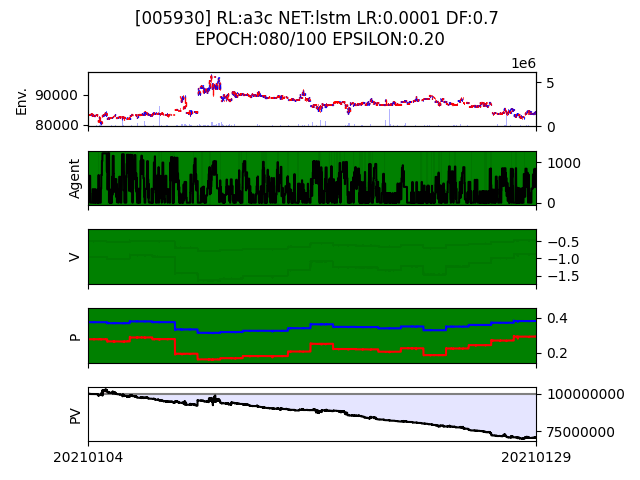 [005930] RL:a3c NET:lstm LR:0.0001 DF:0.7
EPOCH:080/100 EPSILON:0.20
1e6
Env.
90000
80000
5
0
Agent
1000
0
V
−0.5
−1.0
−1.5
P
0.4
0.2
PV
100000000
75000000
20210104
20210129